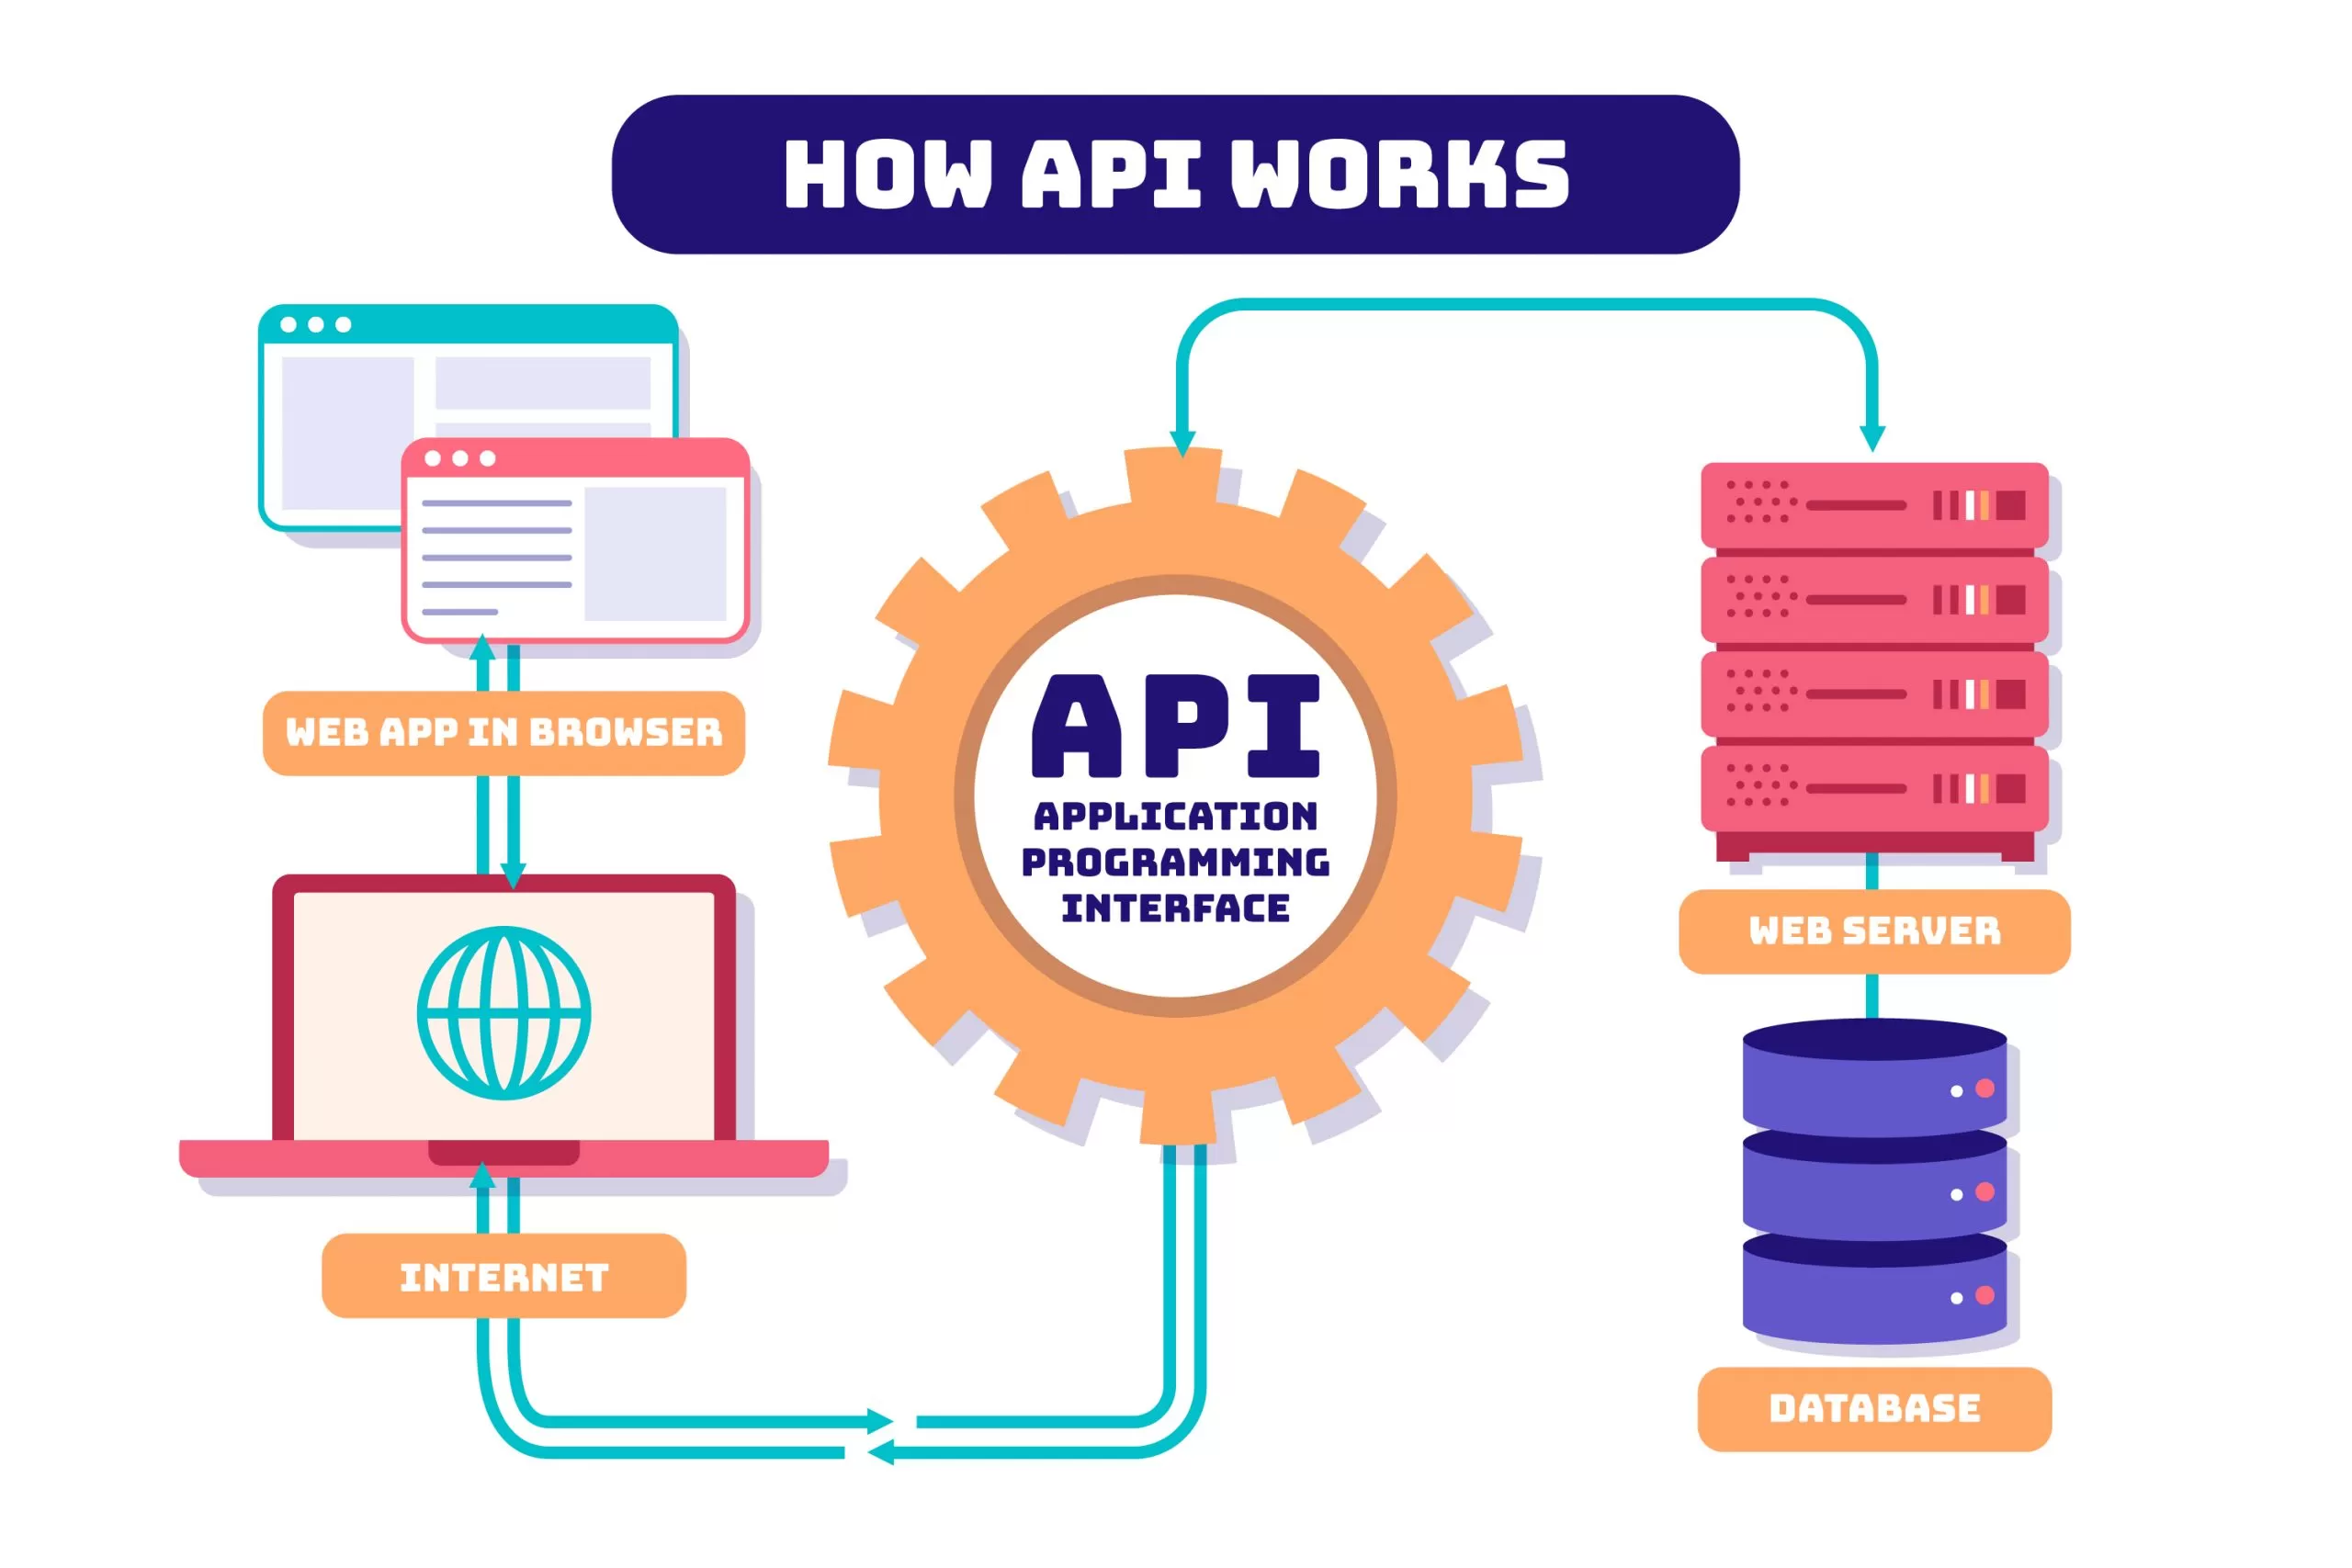 HOW API WORKS
WEB APP IN BROWSER
API
APPLICATION
PROGRAMMING
INTERFACE
WEB SERVER
INTERNET
DATABASE